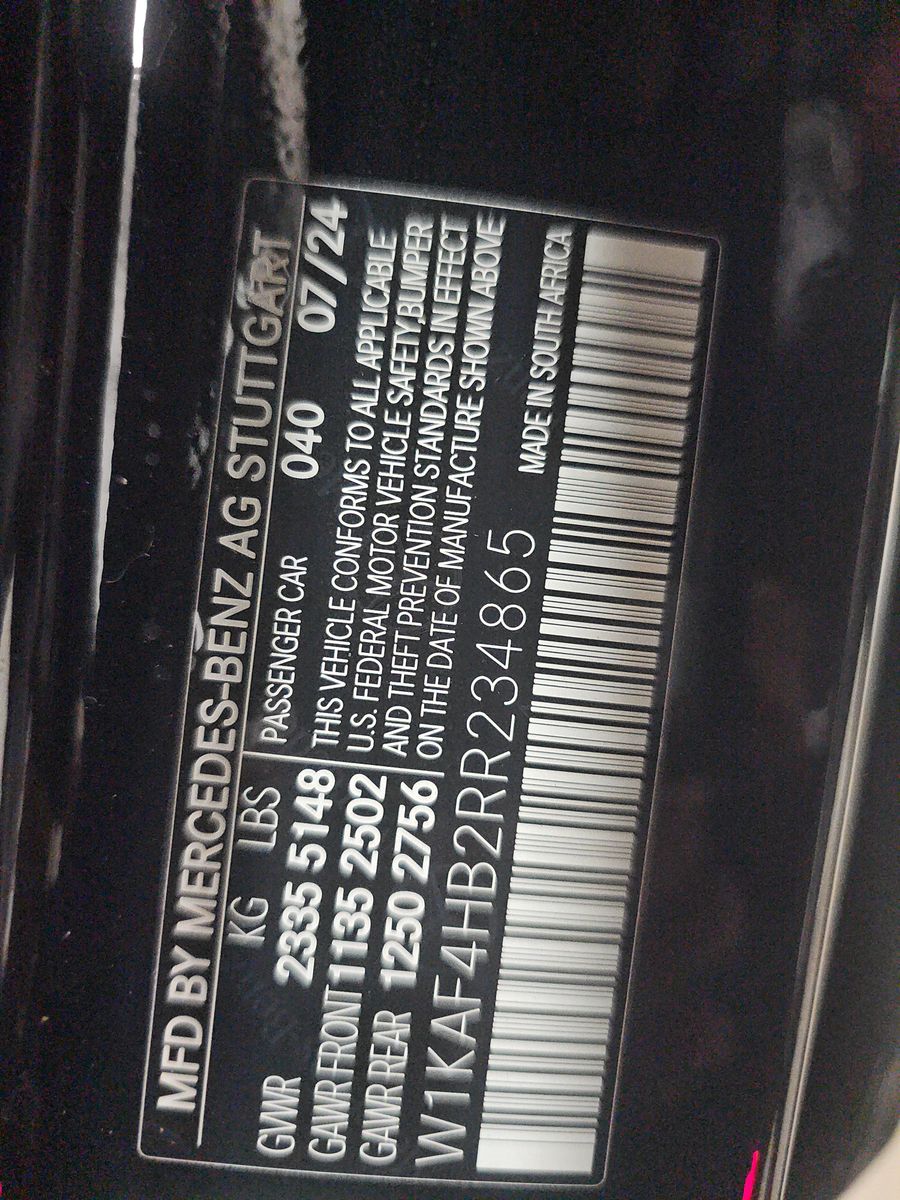 MFD BY MERCEDES-BENZ AG STUTTGART
KG LBS
GVWR 2335 5148
GAWR FRONT 1135 2502
GAWR REAR 1250 2756
PASSENGER CAR 040 07/24
THIS VEHICLE CONFORMS TO ALL APPLICABLE
U.S. FEDERAL MOTOR VEHICLE SAFETY,BUMPER
AND THEFT PREVENTION STANDARDS IN EFFECT
ON THE DATE OF MANUFACTURE SHOWN ABOVE
W1KAF4HB2RR234865
MADE IN SOUTH AFRICA